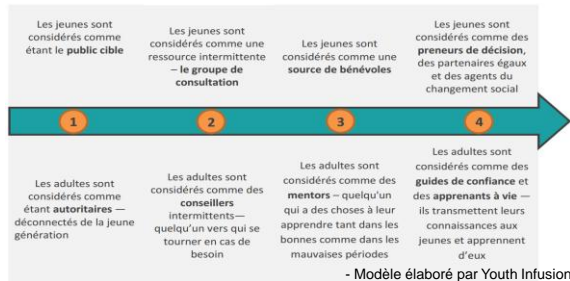 Les jeunes sont
considérés comme
étant le public cible
Les jeunes sont
considérés comme une
ressource intermittente
– le groupe de
consultation
Les jeunes sont
considérés comme une
source de bénévoles
Les jeunes sont
considérés comme des
preneurs de décision,
des partenaires égaux
et des agents du
changement social
1
2
3
4
Les adultes sont
considérés comme
étant autoritaires —
déconnectés de la jeune
génération
Les adultes sont
considérés comme des
conseillers
intermittents—
quelqu'un vers qui se
tourner en cas de
besoin
Les adultes sont
considérés comme des
mentors – quelqu'un
qui a des choses à leur
apprendre tant dans les
bonnes comme dans les
mauvaises périodes
Les adultes sont
considérés comme des
guides de confiance et
des apprenants à vie —
ils transmettent leurs
connaissances aux
jeunes et apprennent
d'eux
- Modèle élaboré par Youth Infusion